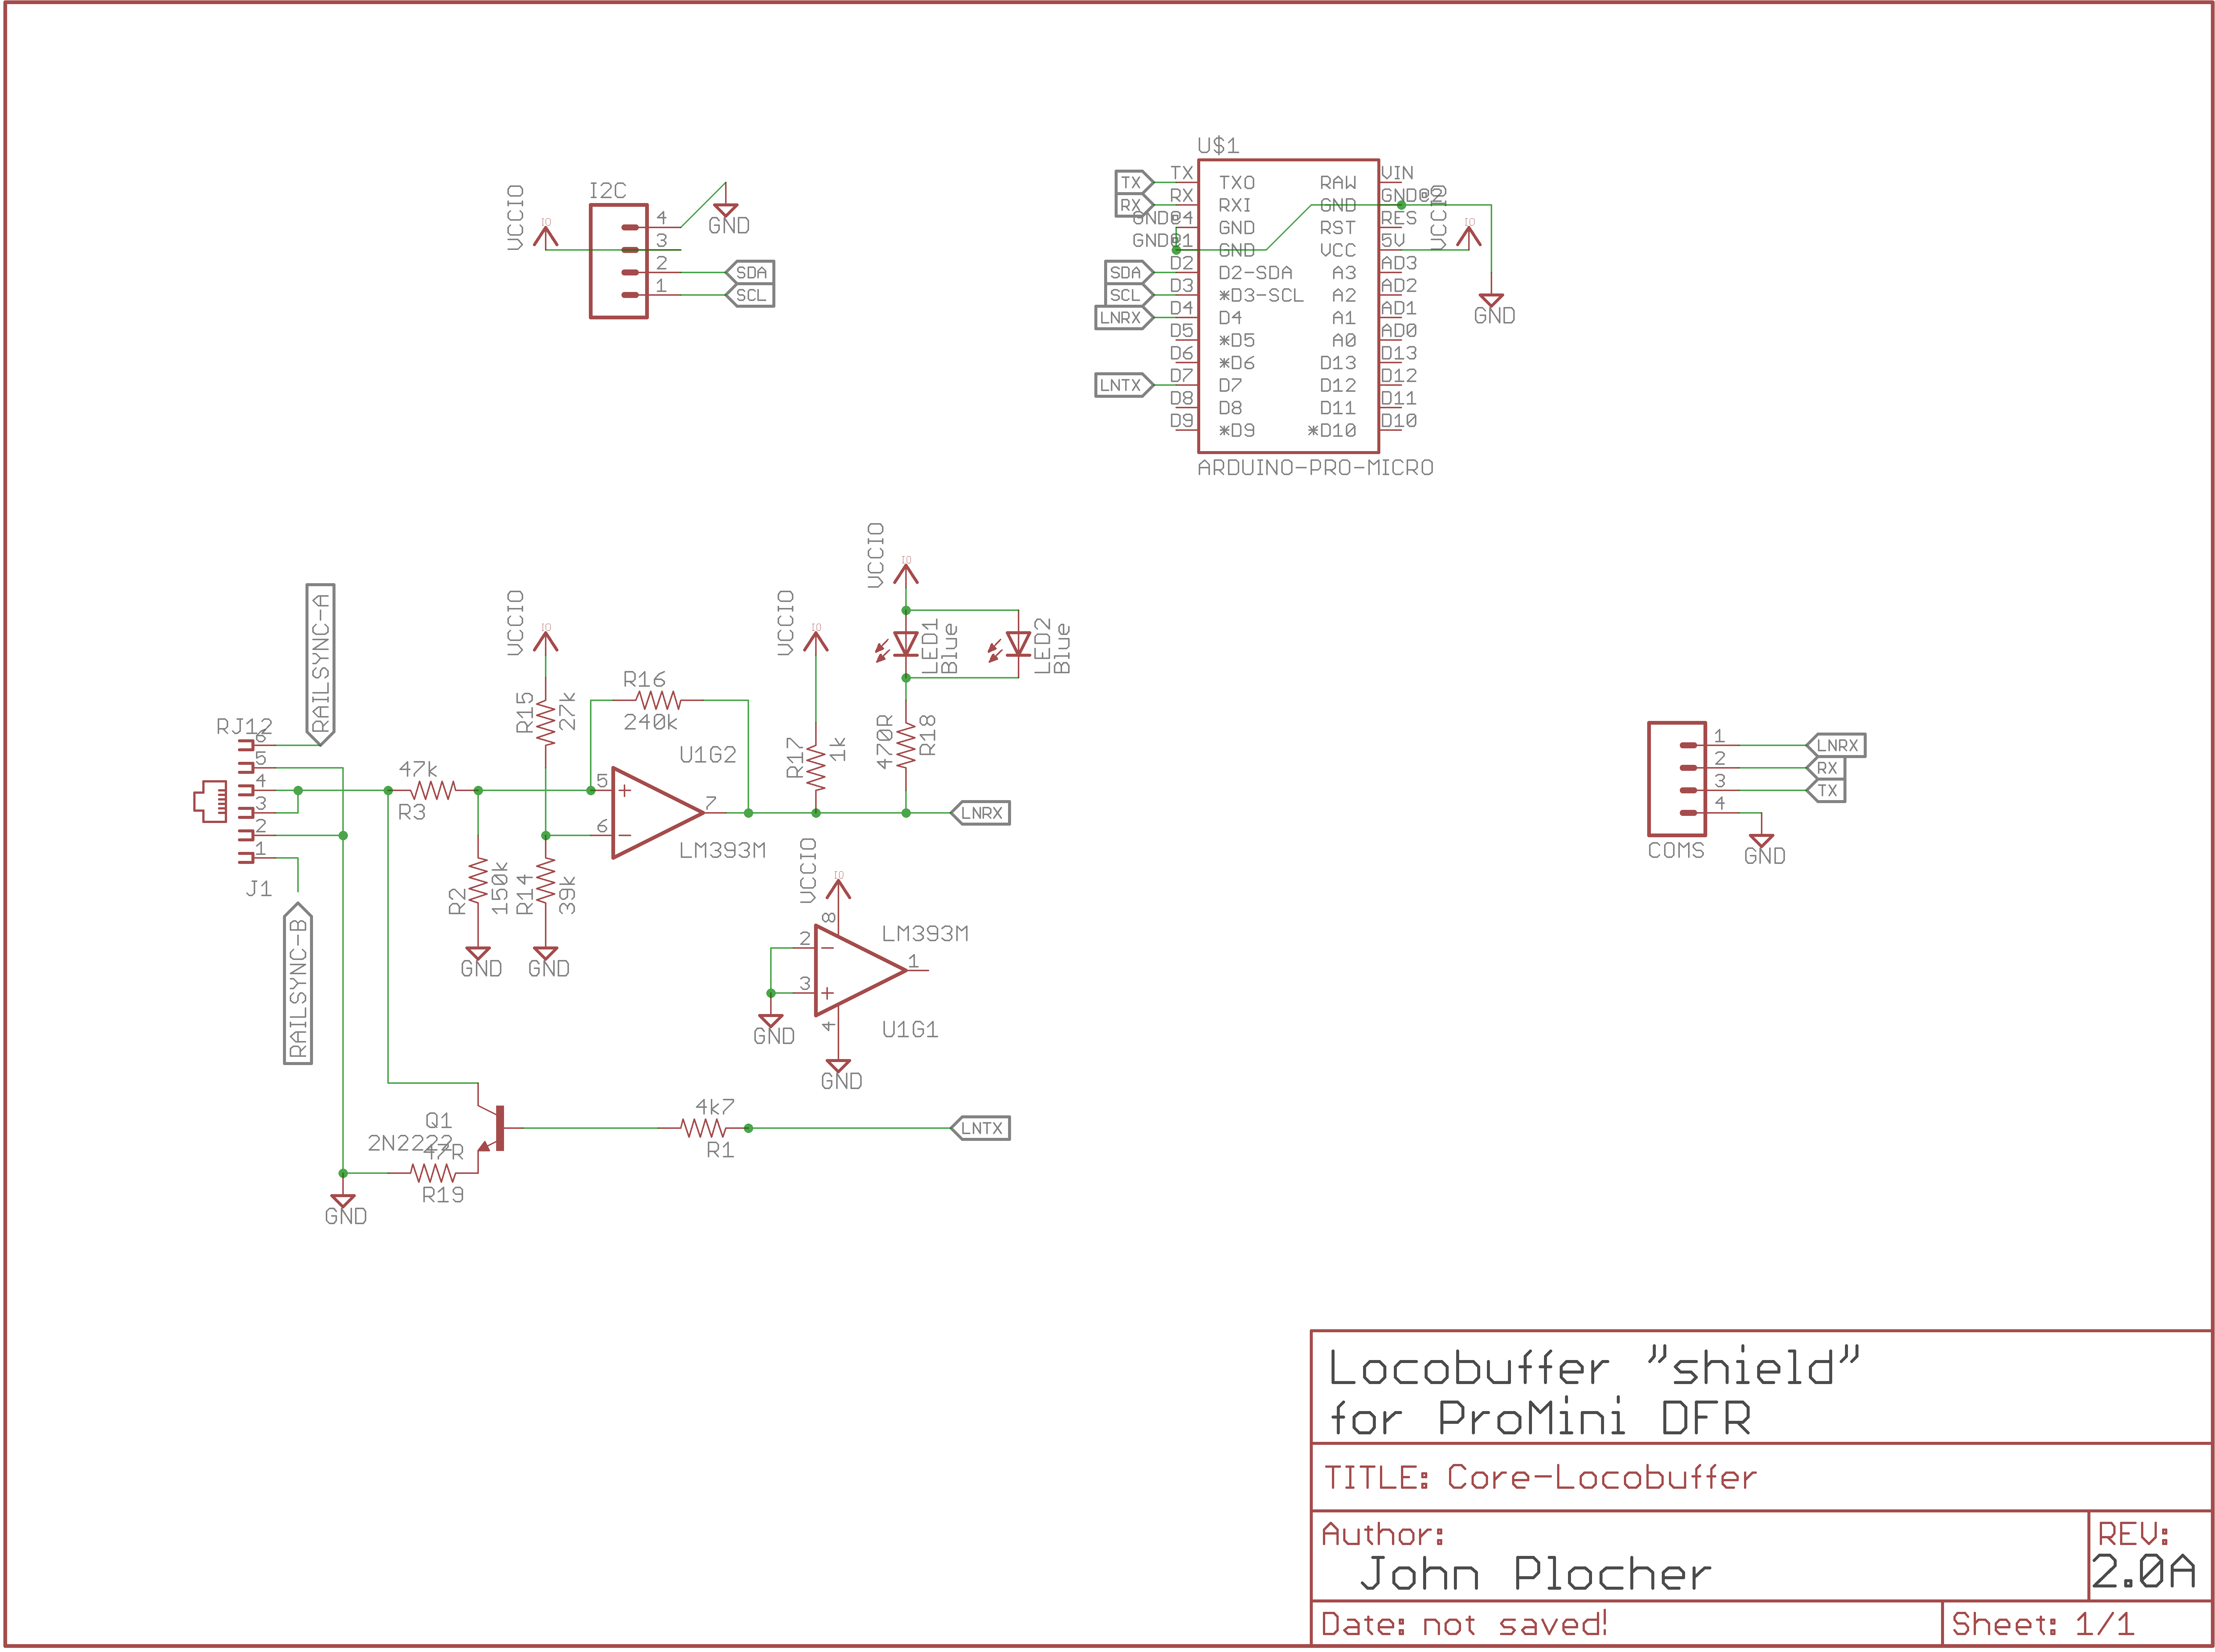 I2C
VCCIO
IO
4
3
2
1
GND
SDA
SCL
U$1
TX
RX
GND@4
GND@1
D2
D3
D4
D5
D6
D7
D8
D9
TX
RX
SDA
SCL
LNRX
LNTX
TXO
RXI
GND
GND
D2-SDA
*D3-SCL
D4
*D5
*D6
D7
D8
*D9
RAW
GND
RST
VCC
A3
A2
A1
A0
D13
D12
D11
*D10
VIN
GND@2
RES
5V
AD3
AD2
AD1
AD0
D13
D12
D11
D10
VCCIO
IO
GND
ARDUINO-PRO-MICRO
RAILSYNC-A
RJ12
6
5
4
3
2
1
J1
RAILSYNC-B
47k
R3
R2
150k
GND
VCCIO
IO
R15
27k
R14
39k
GND
R16
240k
U1G2
5
+
6
-
7
LM393M
VCCIO
IO
R17
1k
VCCIO
IO
LED1
Blue
LED2
Blue
470R
R18
LNRX
VCCIO
IO
8
LM393M
2
-
3
+
1
4
U1G1
GND
GND
Q1
2N2222
47R
R19
GND
4k7
R1
LNTX
1
2
3
4
LNRX
RX
TX
COMS
GND
Locobuffer "shield"
for ProMini DFR
TITLE: Core-Locobuffer
Author:
John Plocher
REV:
2.0A
Date: not saved!
Sheet: 1/1